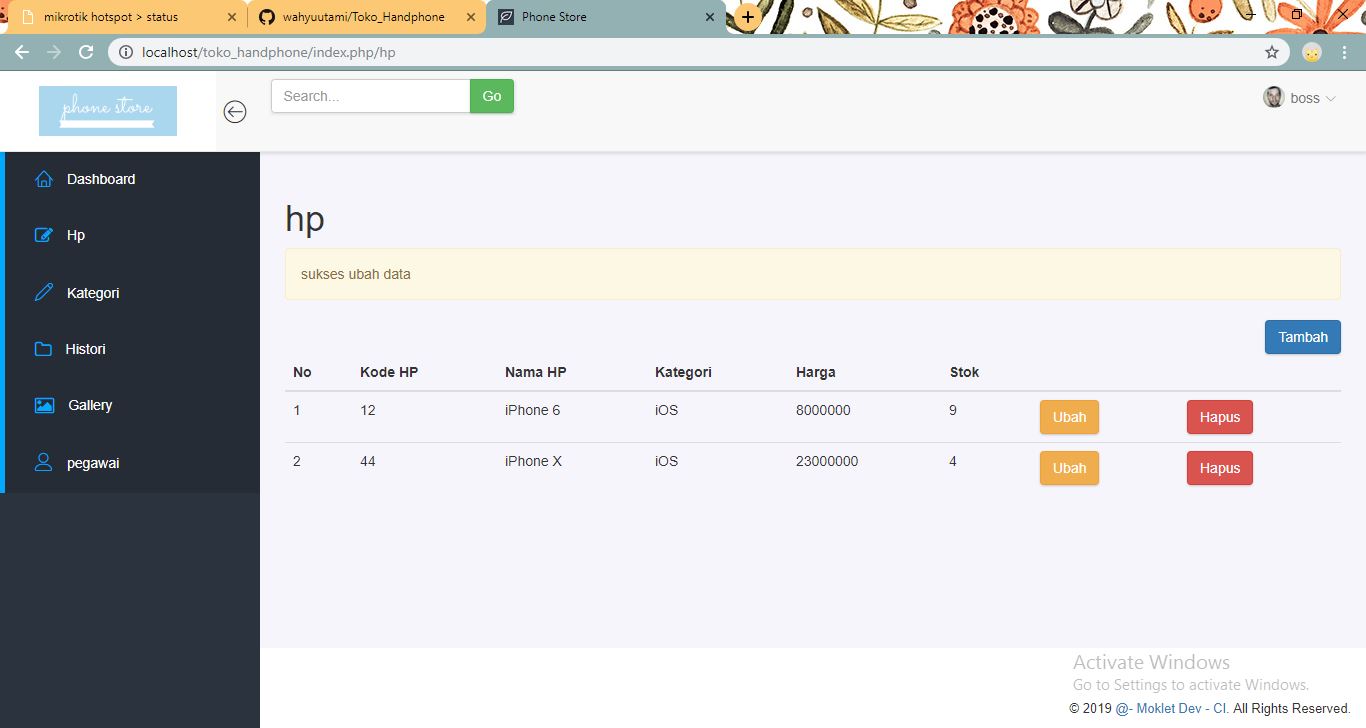 mikrotik hotspot > status
wahyuutami/Toko_Handphone
Phone Store
localhost/toko_handphone/index.php/hp
phone store
Search...
Go
boss
Dashboard
Hp
Kategori
Histori
Gallery
pegawai
hp
sukses ubah data
Tambah
No Kode HP Nama HP Kategori Harga Stok
1 12 iPhone 6 iOS 8000000 9 Ubah Hapus
2 44 iPhone X iOS 23000000 4 Ubah Hapus
Activate Windows
Go to Settings to activate Windows.
© 2019 @- Moklet Dev - CI. All Rights Reserved.